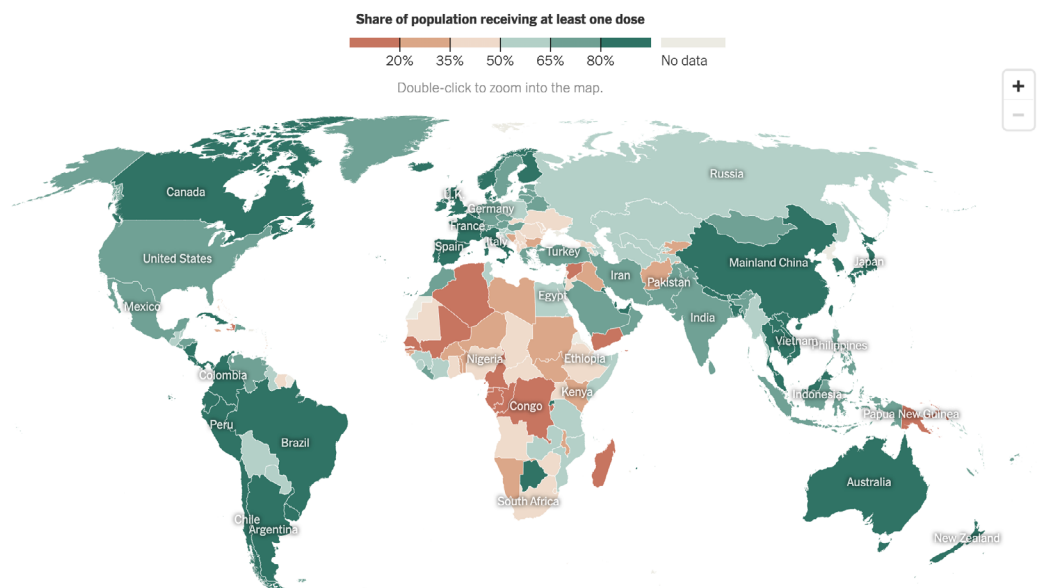 Share of population receiving at least one dose
20% 35% 50% 65% 80% No data
Double-click to zoom into the map.
+
−
Canada
Russia
U.K.
Germany
France
Italy
Spain
Turkey
United States
Mainland China
Japan
Iran
Pakistan
Mexico
Egypt
India
Vietnam
Philippines
Nigeria
Ethiopia
Colombia
Kenya
Indonesia
Congo
Papua New Guinea
Peru
Brazil
Australia
South Africa
Chile
Argentina
New Zealand